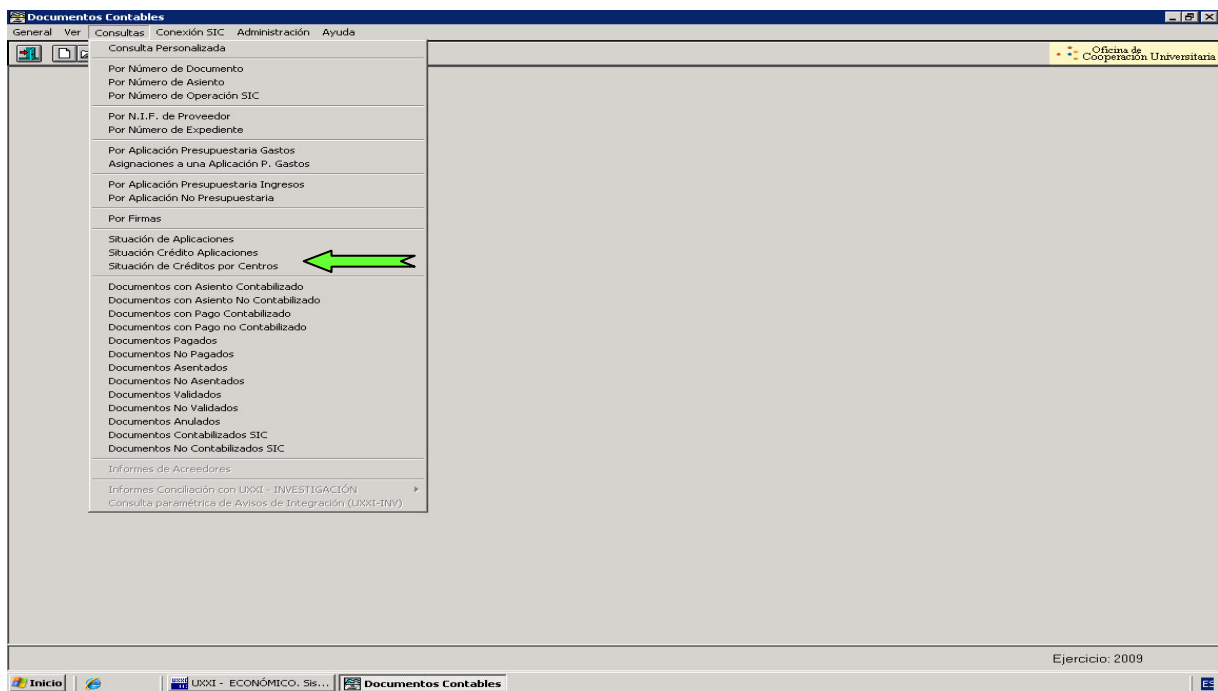 Documentos Contables
General Ver Consultas Conexión SIC Administración Ayuda
Consulta Personalizada
Oficina de
Cooperación Universitaria
Por Número de Documento
Por Número de Asiento
Por Número de Operación SIC
Por N.I.F. de Proveedor
Por Número de Expediente
Por Aplicación Presupuestaria Gastos
Asignaciones a una Aplicación P. Gastos
Por Aplicación Presupuestaria Ingresos
Por Aplicación No Presupuestaria
Por Firmas
Situación de Aplicaciones
Situación Crédito Aplicaciones
Situación de Créditos por Centros
Documentos con Asiento Contabilizado
Documentos con Asiento No Contabilizado
Documentos con Pago Contabilizado
Documentos con Pago no Contabilizado
Documentos Pagados
Documentos No Pagados
Documentos Asentados
Documentos No Asentados
Documentos Validados
Documentos No Validados
Documentos Anulados
Documentos Contabilizados SIC
Documentos No Contabilizados SIC
Informes de Acreedores
Informes Conciliación con UXXI - INVESTIGACIÓN
Consulta paramétrica de Avisos de Integración (UXXI-INV)
Ejercicio: 2009
Inicio UXXI - ECONÓMICO. Sis... Documentos Contables ES